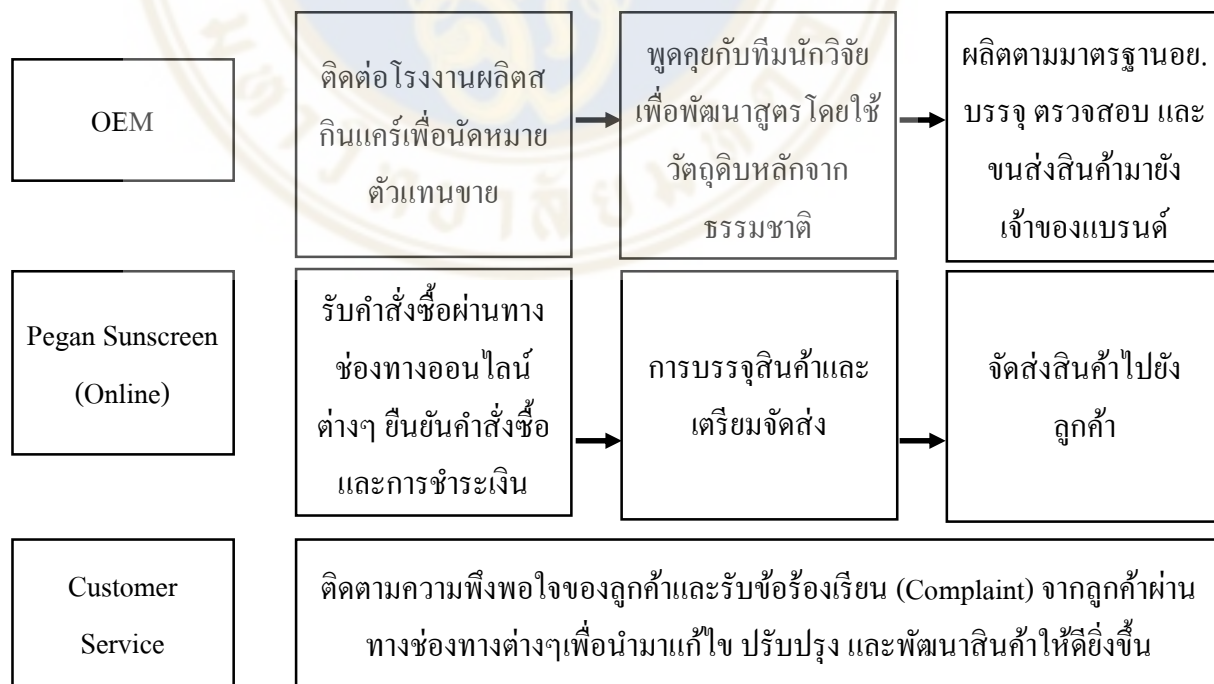 OEM
ติดต่อโรงงานผลิตส
กินแคร์เพื่อนัดหมาย
ตัวแทนขาย
พูดคุยกับทีมนักวิจัย
เพื่อพัฒนาสูตรโดยใช้
วัตถุดิบหลักจาก
ธรรมชาติ
ผลิตตามมาตรฐานอย.
บรรจุ ตรวจสอบ และ
ขนส่งสินค้ามายัง
เจ้าของแบรนด์
Pegan Sunscreen
(Online)
รับคำสั่งซื้อผ่านทาง
ช่องทางออนไลน์
ต่างๆ ยืนยันคำสั่งซื้อ
และการชำระเงิน
การบรรจุสินค้าและ
เตรียมจัดส่ง
จัดส่งสินค้าไปยัง
ลูกค้า
Customer
Service
ติดตามความพึงพอใจของลูกค้าและรับข้อร้องเรียน (Complaint) จากลูกค้าผ่าน
ทางช่องทางต่างๆเพื่อนำมาแก้ไข ปรับปรุง และพัฒนาสินค้าให้ดียิ่งขึ้น